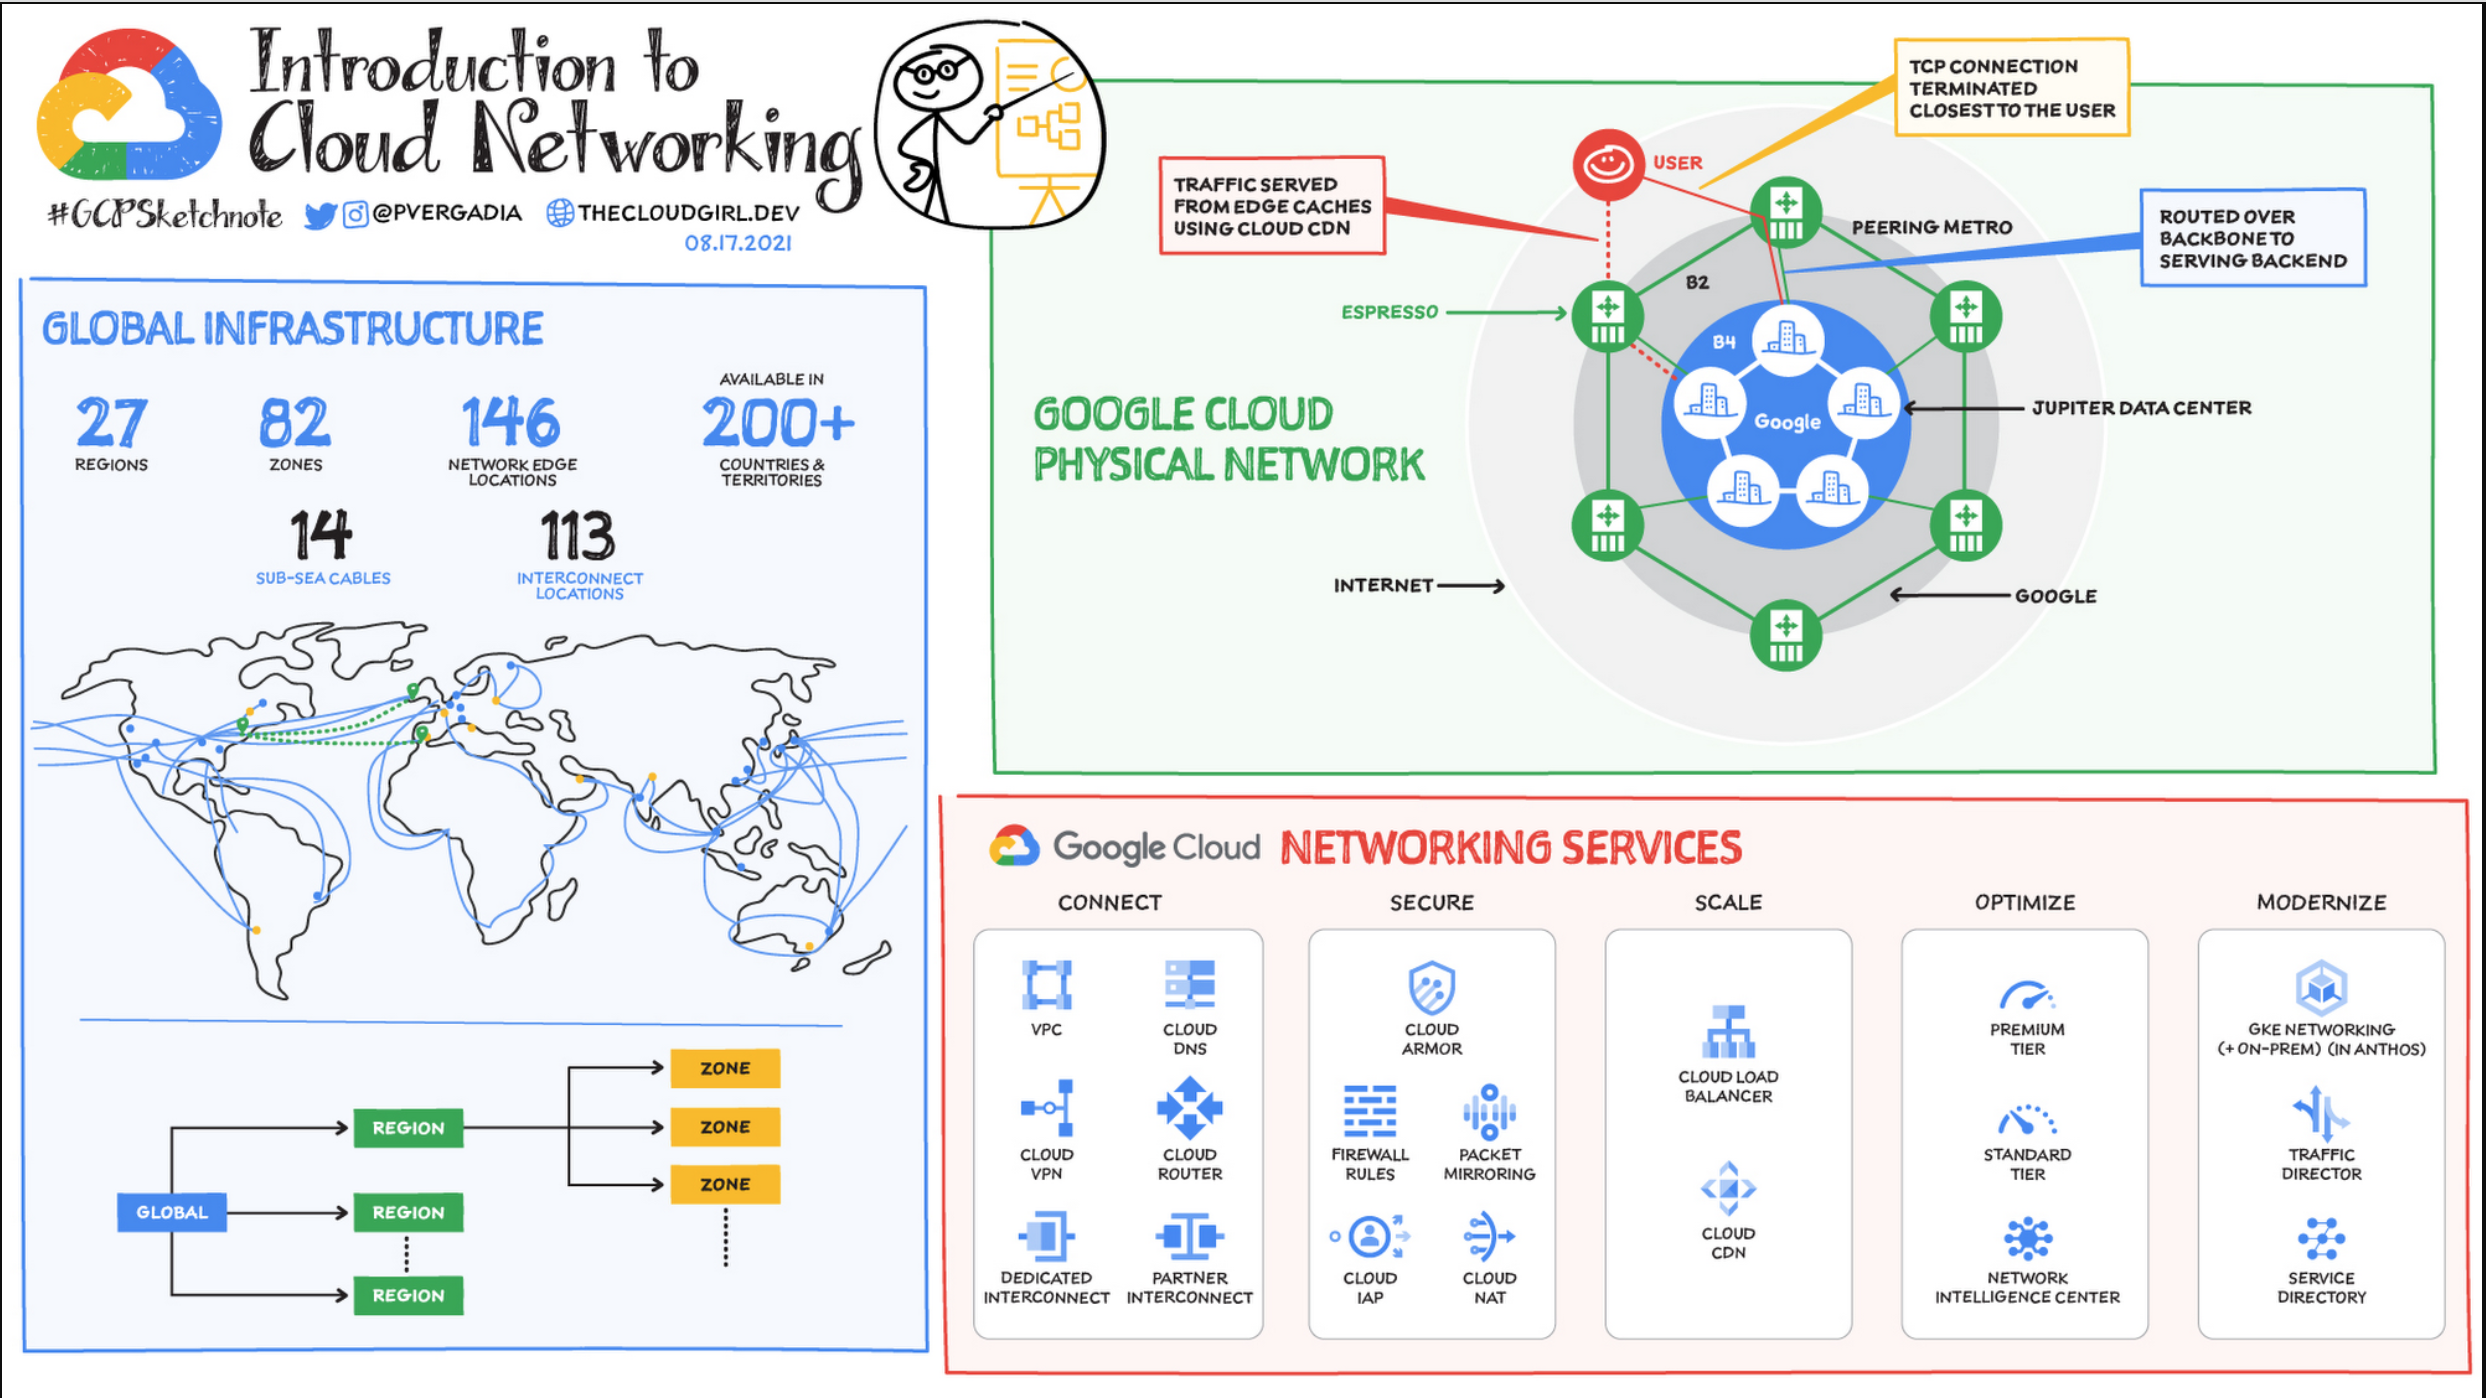 Introduction to
Cloud Networking
#GCPSketchnote
@PVERGADIA
THECLOUDGIRL.DEV
08.17.2021
GLOBAL INFRASTRUCTURE
27
REGIONS
82
ZONES
146
NETWORK EDGE
LOCATIONS
AVAILABLE IN
200+
COUNTRIES &
TERRITORIES
14
SUB-SEA CABLES
113
INTERCONNECT
LOCATIONS
GLOBAL
REGION
REGION
REGION
ZONE
ZONE
ZONE
GOOGLE CLOUD
PHYSICAL NETWORK
TRAFFIC SERVED
FROM EDGE CACHES
USING CLOUD CDN
USER
TCP CONNECTION
TERMINATED
CLOSEST TO THE USER
PEERING METRO
ROUTED OVER
BACKBONE TO
SERVING BACKEND
B2
ESPRESSO
B4
Google
JUPITER DATA CENTER
INTERNET
GOOGLE
Google Cloud NETWORKING SERVICES
CONNECT
VPC
CLOUD
DNS
CLOUD
VPN
CLOUD
ROUTER
DEDICATED
INTERCONNECT
PARTNER
INTERCONNECT
SECURE
CLOUD
ARMOR
FIREWALL
RULES
PACKET
MIRRORING
CLOUD
IAP
CLOUD
NAT
SCALE
CLOUD LOAD
BALANCER
CLOUD
CDN
OPTIMIZE
PREMIUM
TIER
STANDARD
TIER
NETWORK
INTELLIGENCE CENTER
MODERNIZE
GKE NETWORKING
(+ ON-PREM) (IN ANTHOS)
TRAFFIC
DIRECTOR
SERVICE
DIRECTORY